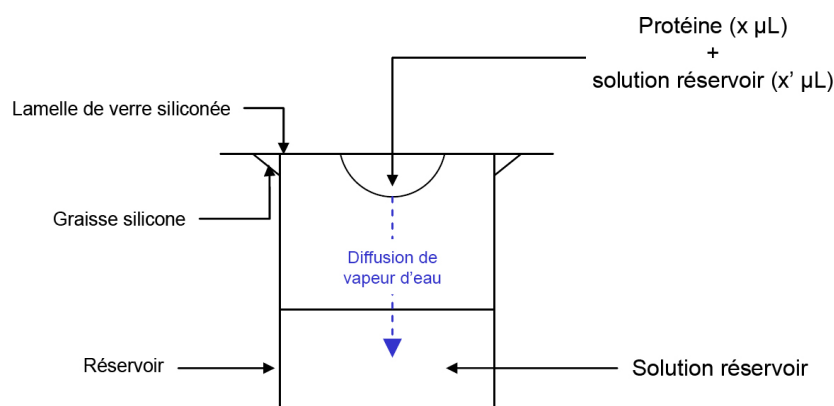 Protéine (x µL)
+
solution réservoir (x’ µL)
Lamelle de verre siliconée
Graisse silicone
Diffusion de
vapeur d’eau
Réservoir
Solution réservoir